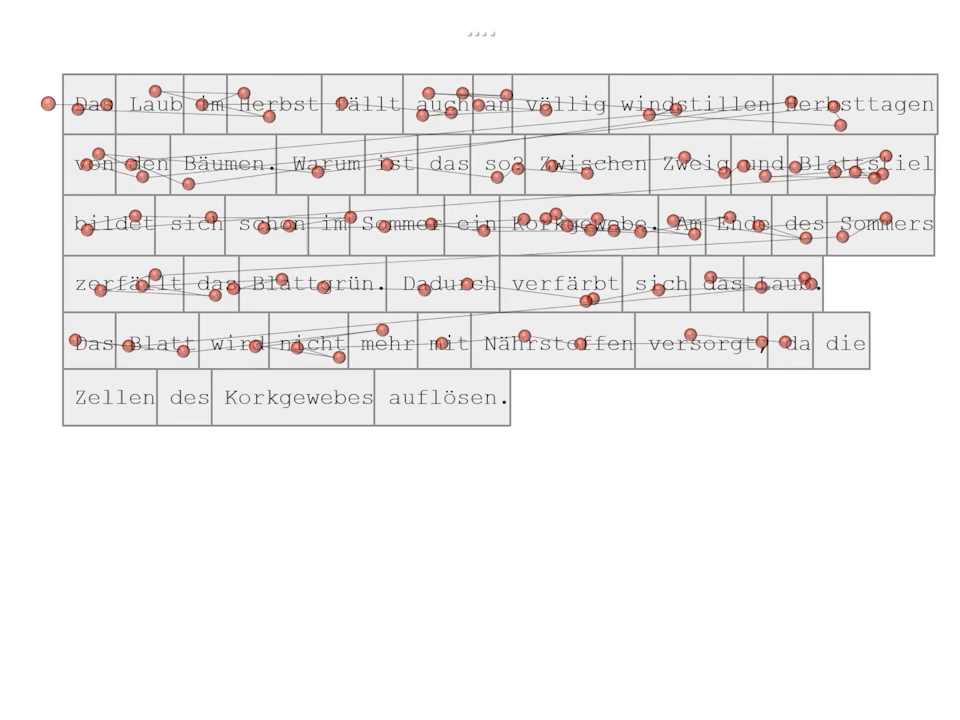 Das Laub im Herbst fällt auch an völlig windstillen Herbsttagen
von den Bäumen. Warum ist das so? Zwischen Zweig und Blattstiel
bildet sich schon im Sommer ein Korkgewebe. Am Ende des Sommers
zerfällt das Blattgrün. Dadurch verfärbt sich das Laub.
Das Blatt wird nicht mehr mit Nährstoffen versorgt, da die
Zellen des Korkgewebes auflösen.